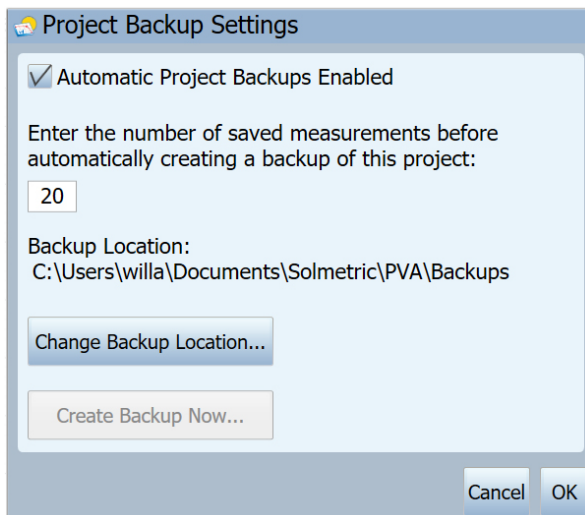 Project Backup Settings
Automatic Project Backups Enabled
Enter the number of saved measurements before
automatically creating a backup of this project:
20
Backup Location:
C:\Users\willa\Documents\Solmetric\PVA\Backups
Change Backup Location...
Create Backup Now...
Cancel OK